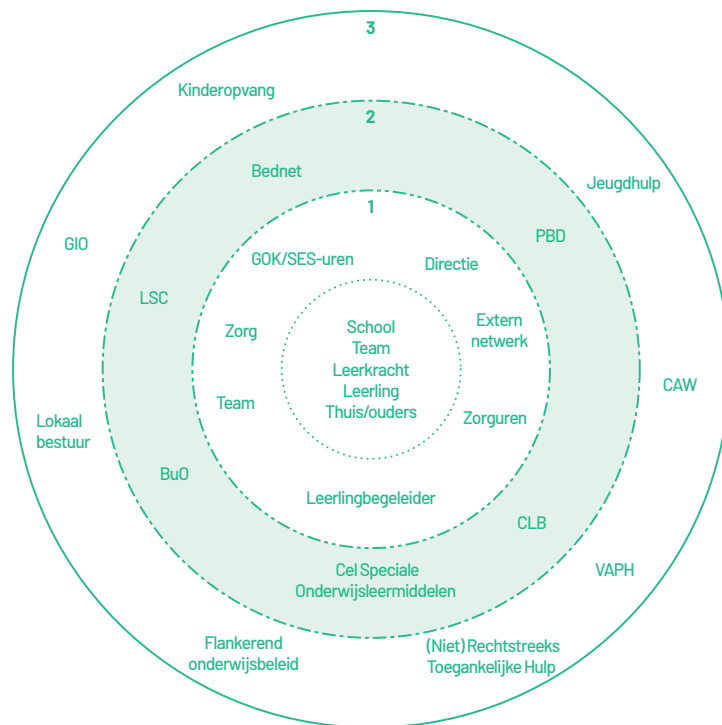 3
Kinderopvang
2
Bednet
Jeugdhulp
1
PBD
GIO
GOK/SES-uren
Directie
LSC
Zorg
Extern
netwerk
School
Team
Leerkracht
Leerling
Thuis/ouders
CAW
Team
Zorguren
Lokaal
bestuur
BuO
Leerlingbegeleider
CLB
Cel Speciale
Onderwijsleermiddelen
VAPH
Flankerend
onderwijsbeleid
(Niet) Rechtstreeks
Toegankelijke Hulp